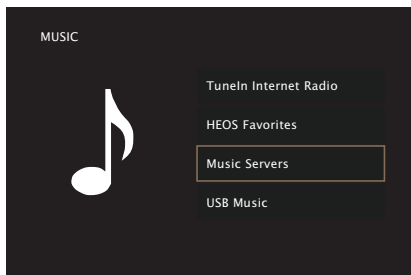 MUSIC
TuneIn Internet Radio
HEOS Favorites
Music Servers
USB Music